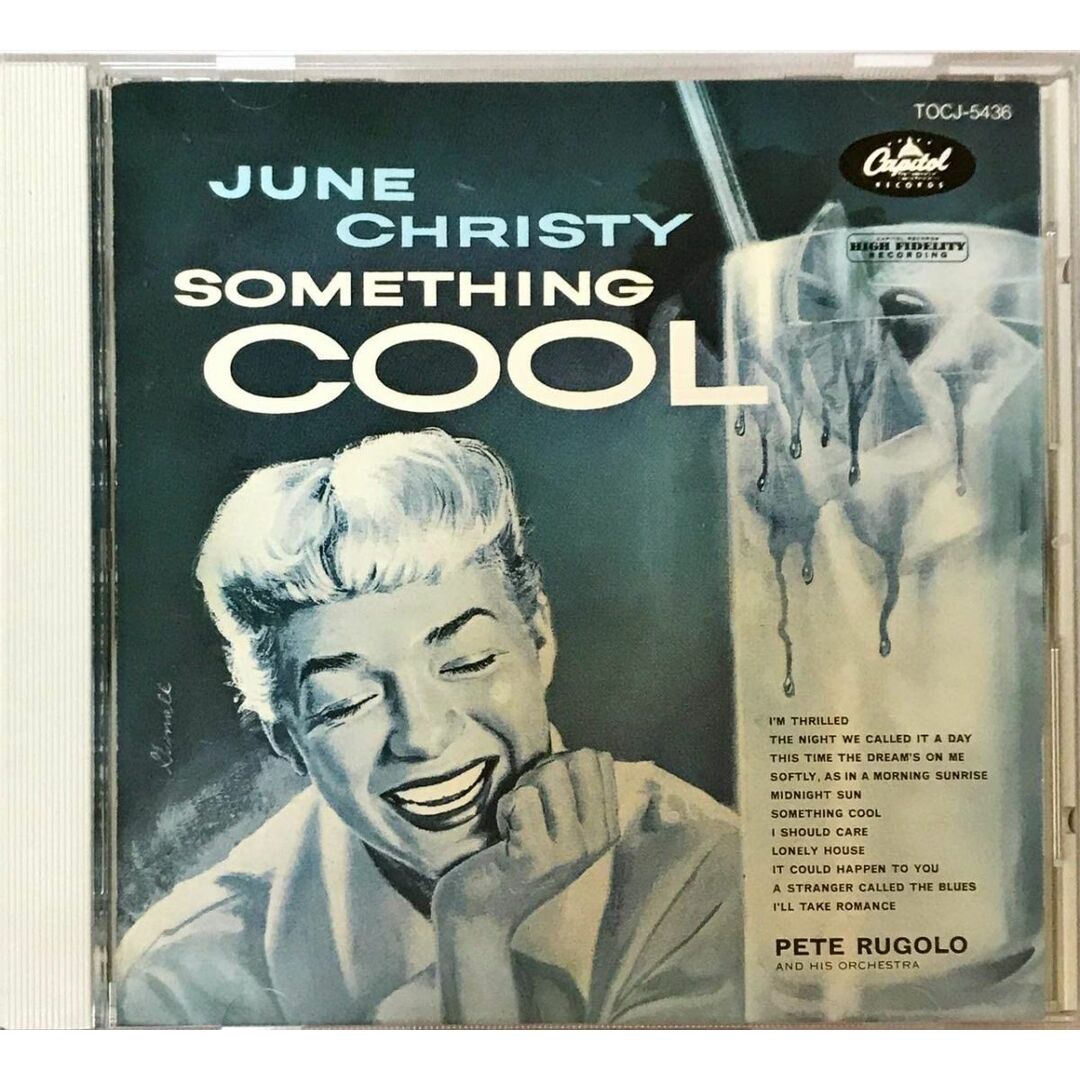 TOCJ-5436
Capitol
RECORDS
JUNE
CHRISTY
SOMETHING
COOL
CAPITOL RECORDS
HIGH FIDELITY
RECORDING
I'M THRILLED
THE NIGHT WE CALLED IT A DAY
THIS TIME THE DREAM'S ON ME
SOFTLY, AS IN A MORNING SUNRISE
MIDNIGHT SUN
SOMETHING COOL
I SHOULD CARE
LONELY HOUSE
IT COULD HAPPEN TO YOU
A STRANGER CALLED THE BLUES
I'LL TAKE ROMANCE
PETE RUGOLO
AND HIS ORCHESTRA